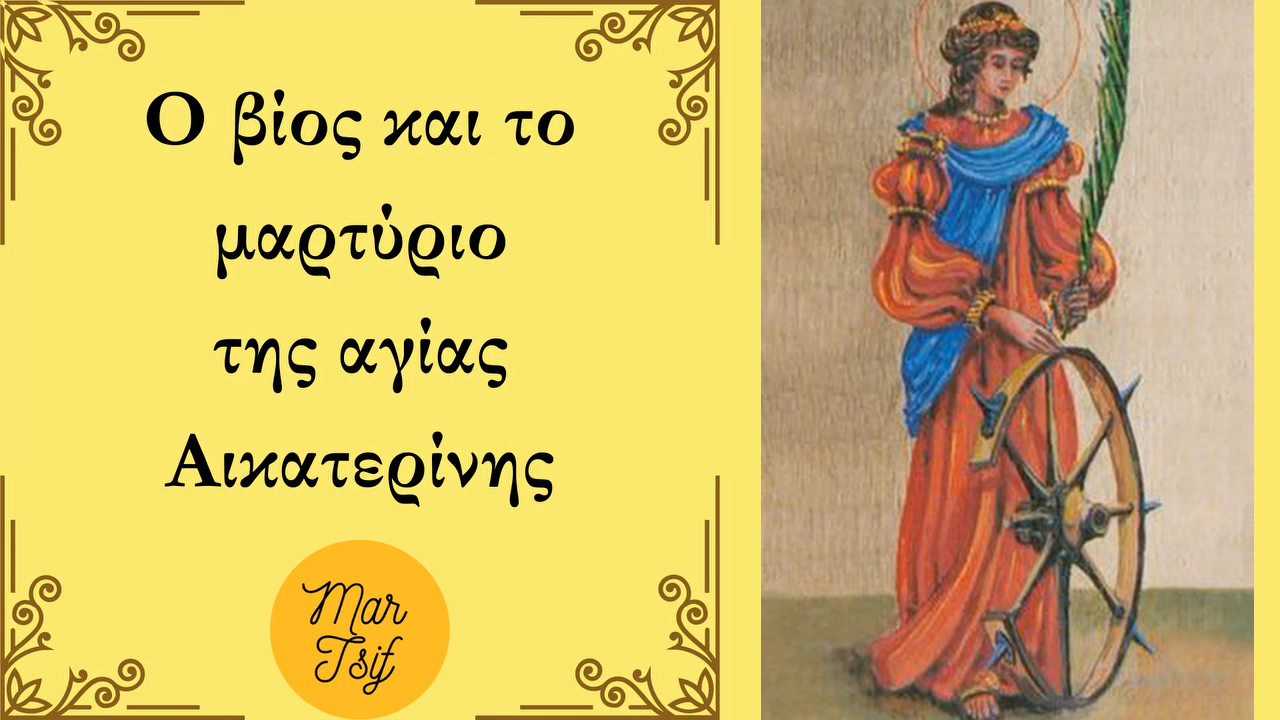 Ο βίος και το
μαρτύριο
της αγίας
Αικατερίνης
Mar
Tsif